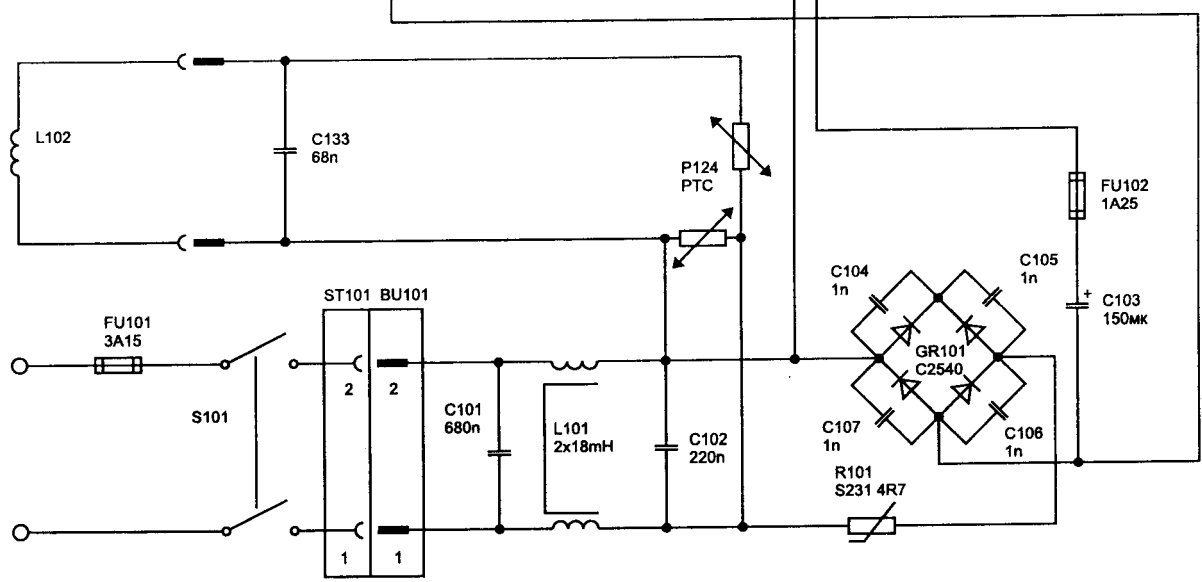 L102
C133
68n
P124
PTC
FU102
1A25
C104
1n
C105
1n
C103
+
150мк
ST101 BU101
FU101
3A15
GR101
C2540
S101
2
2
C101
680n
L101
2x18mH
C102
220n
C107
1n
C106
1n
R101
S231 4R7
1
1